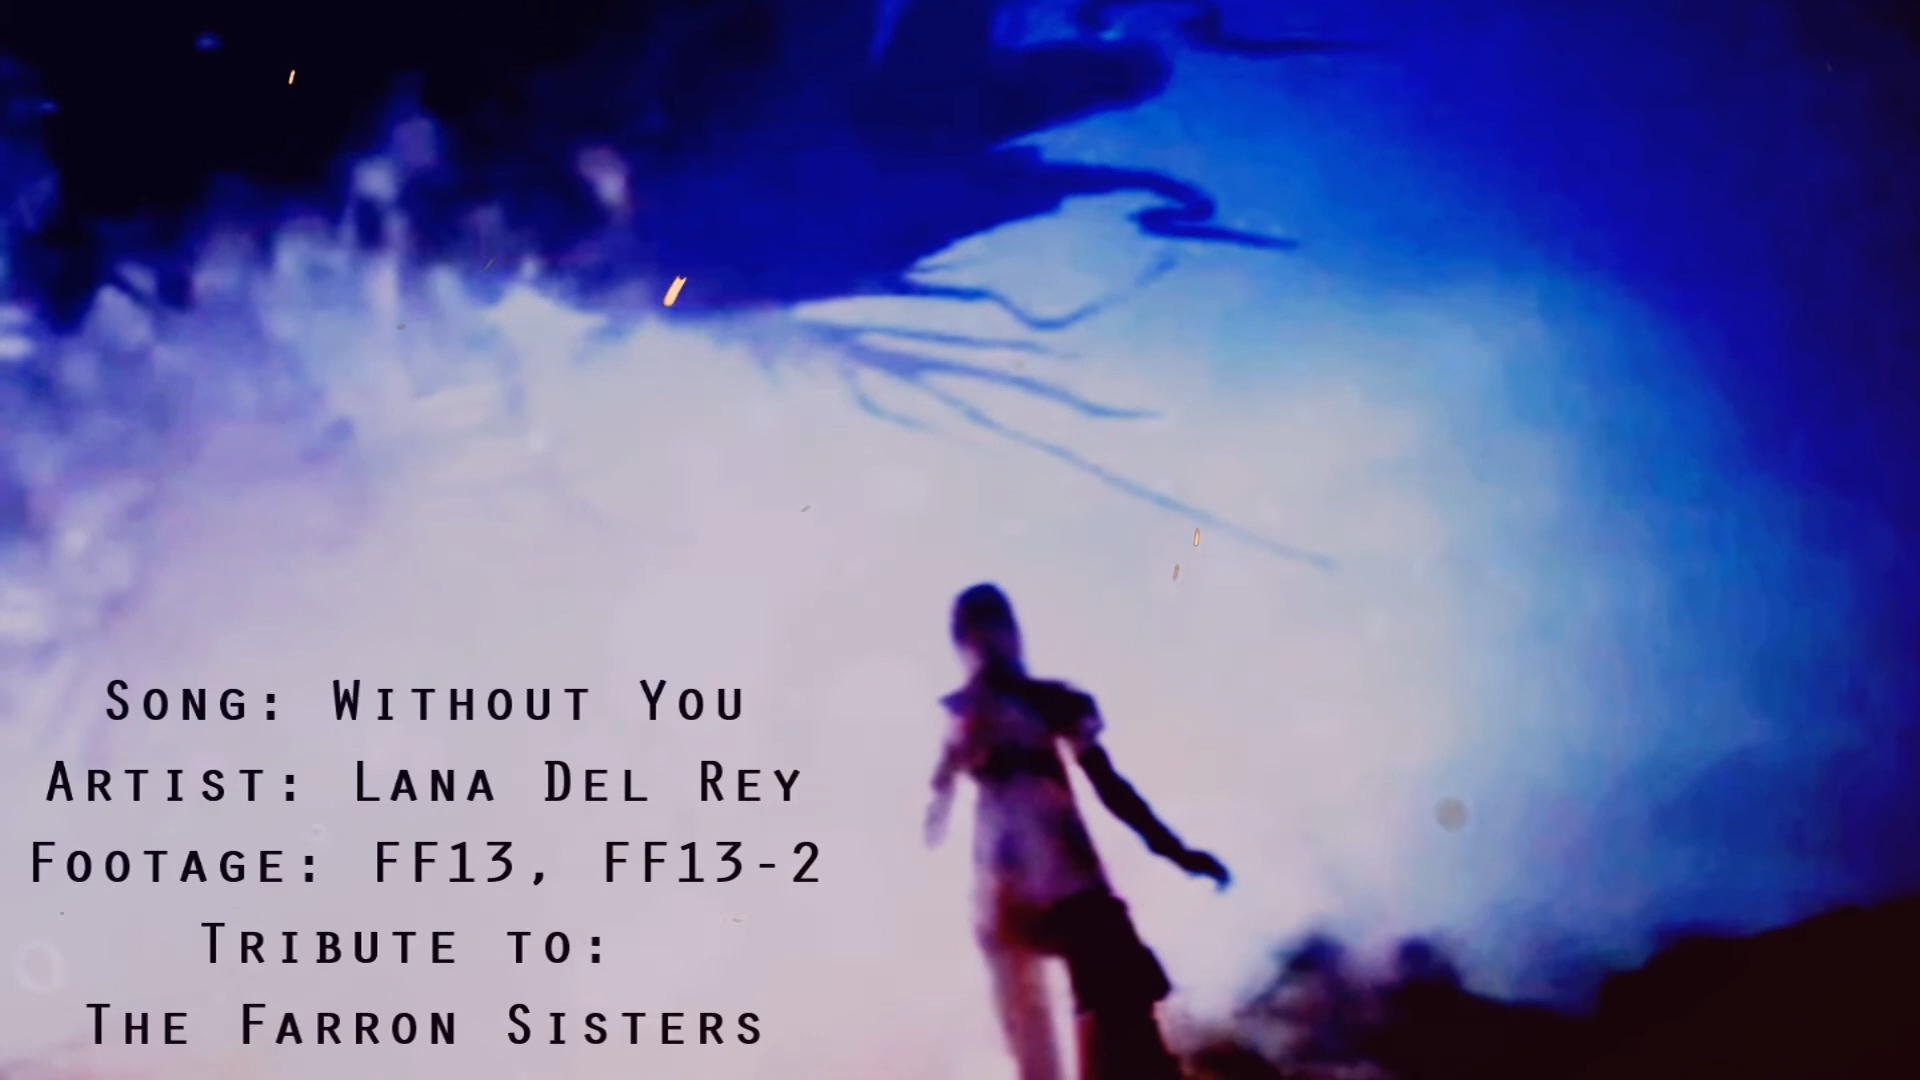 Song: Without You
Artist: Lana Del Rey
Footage: FF13, FF13-2
Tribute to:
The Farron Sisters